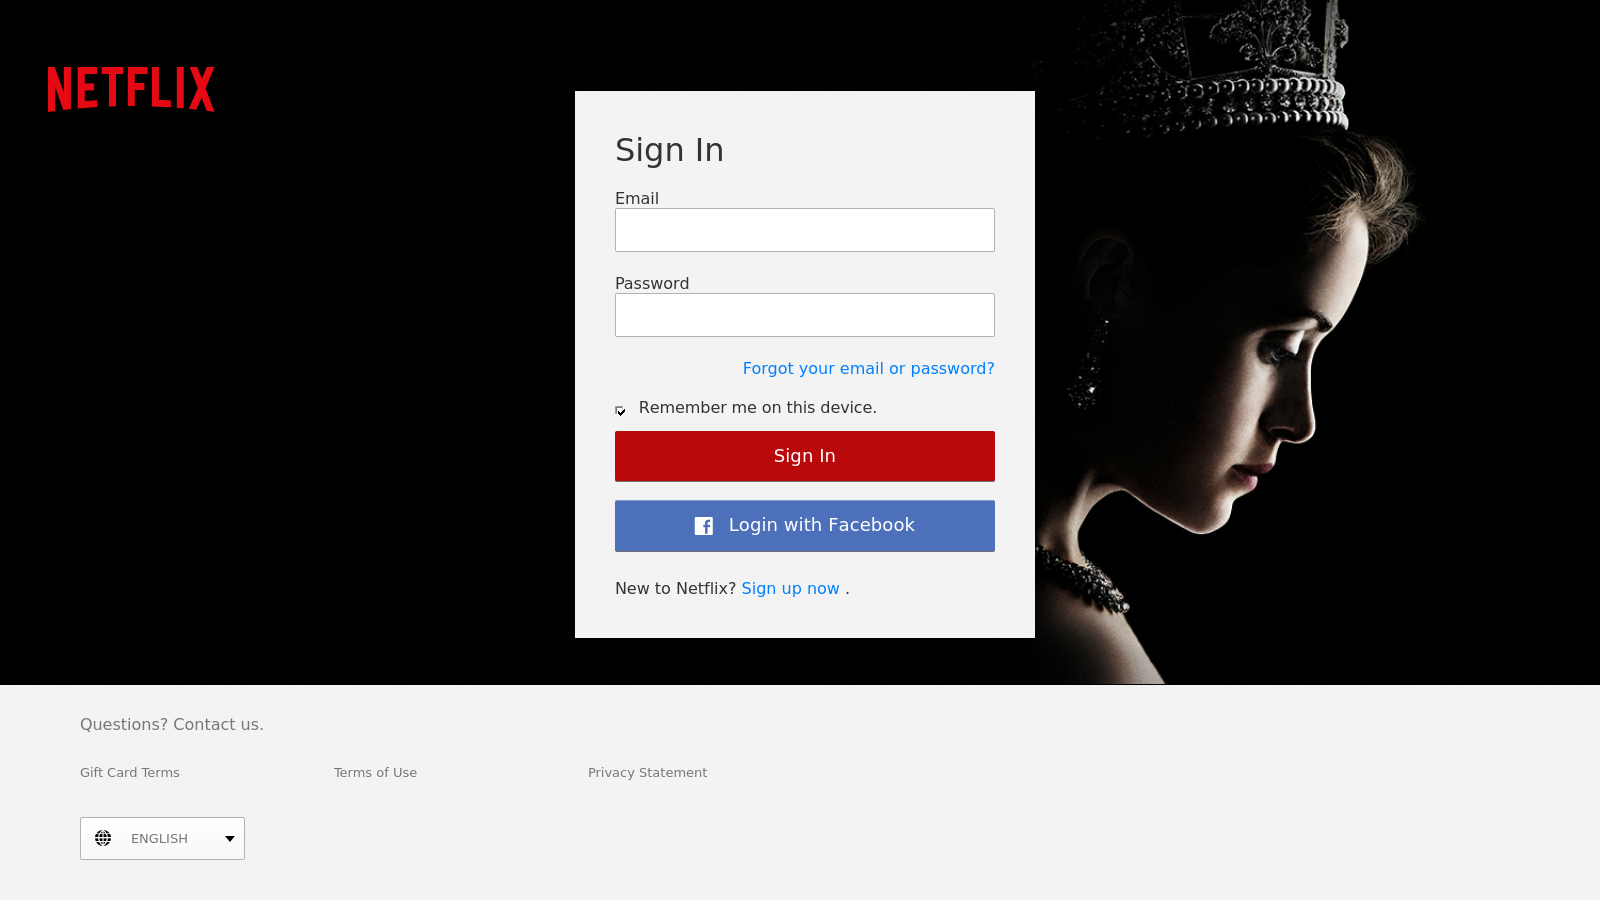 NETFLIX
Sign In
Email
Password
Forgot your email or password?
Remember me on this device.
Sign In
Login with Facebook
New to Netflix? Sign up now .
Questions? Contact us.
Gift Card Terms
Terms of Use
Privacy Statement
ENGLISH